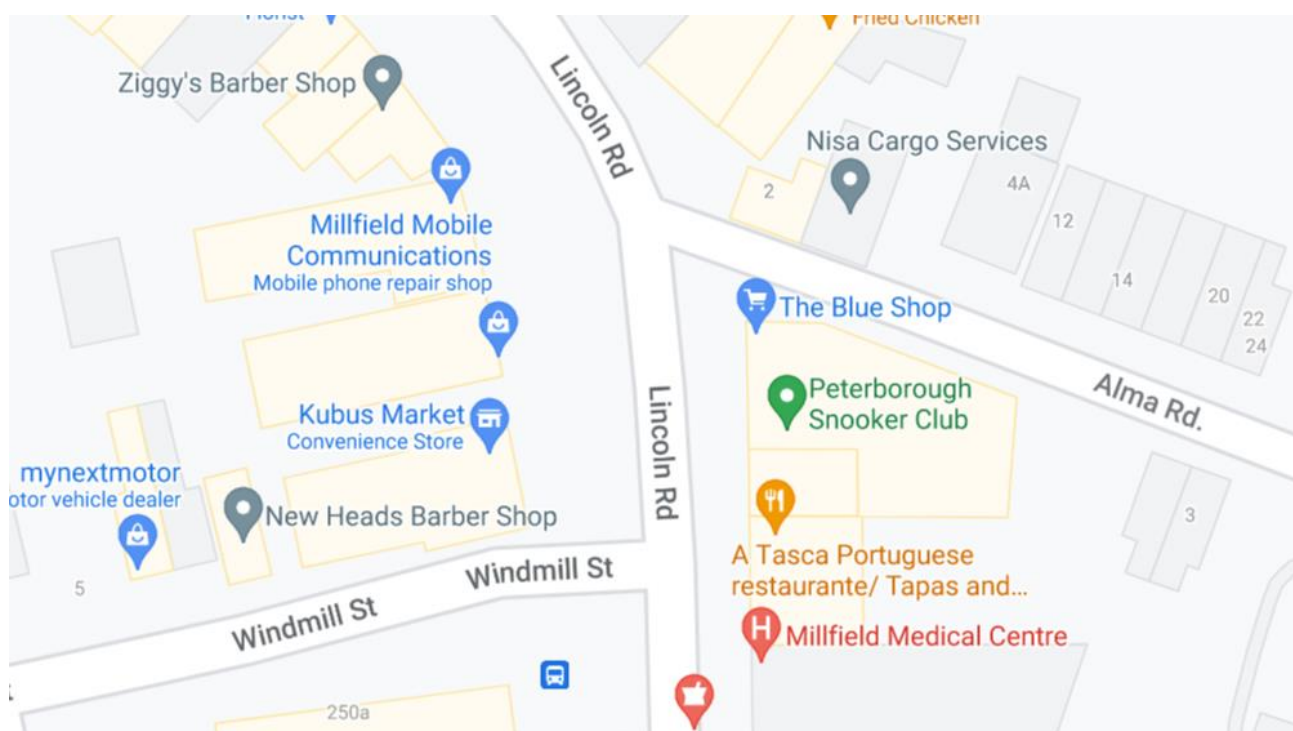 Florist
Fried Chicken
Ziggy's Barber Shop
Lincoln Rd
Nisa Cargo Services
2
4A
12
14
20
22
24
Millfield Mobile
Communications
Mobile phone repair shop
The Blue Shop
Alma Rd.
Peterborough
Snooker Club
Lincoln Rd
Kubus Market
Convenience Store
mynextmotor
otor vehicle dealer
New Heads Barber Shop
3
A Tasca Portuguese
restaurante/ Tapas and...
5
Windmill St
Windmill St
H Millfield Medical Centre
250a